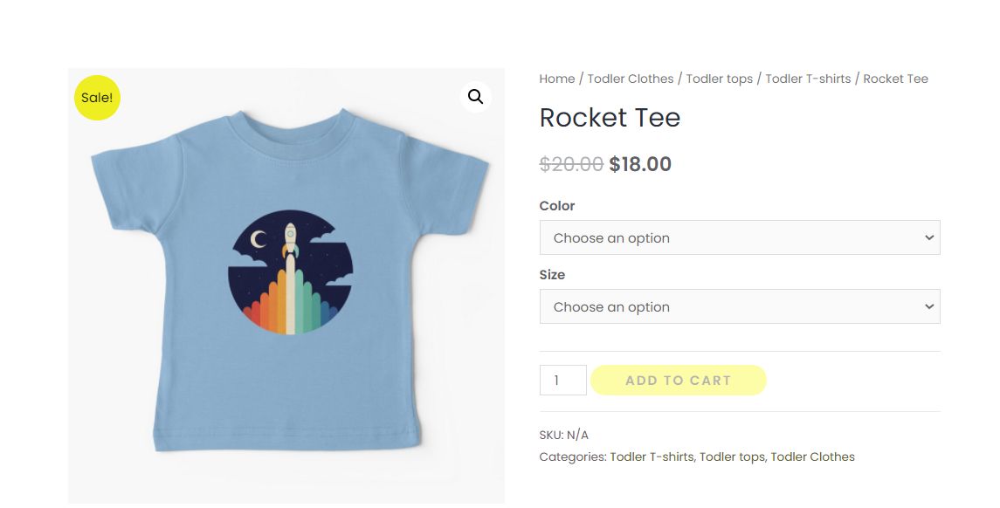 Sale!
Home / Todler Clothes / Todler tops / Todler T-shirts / Rocket Tee
Rocket Tee
$20.00 $18.00
Color
Choose an option
Size
Choose an option
1 ADD TO CART
SKU: N/A
Categories: Todler T-shirts, Todler tops, Todler Clothes